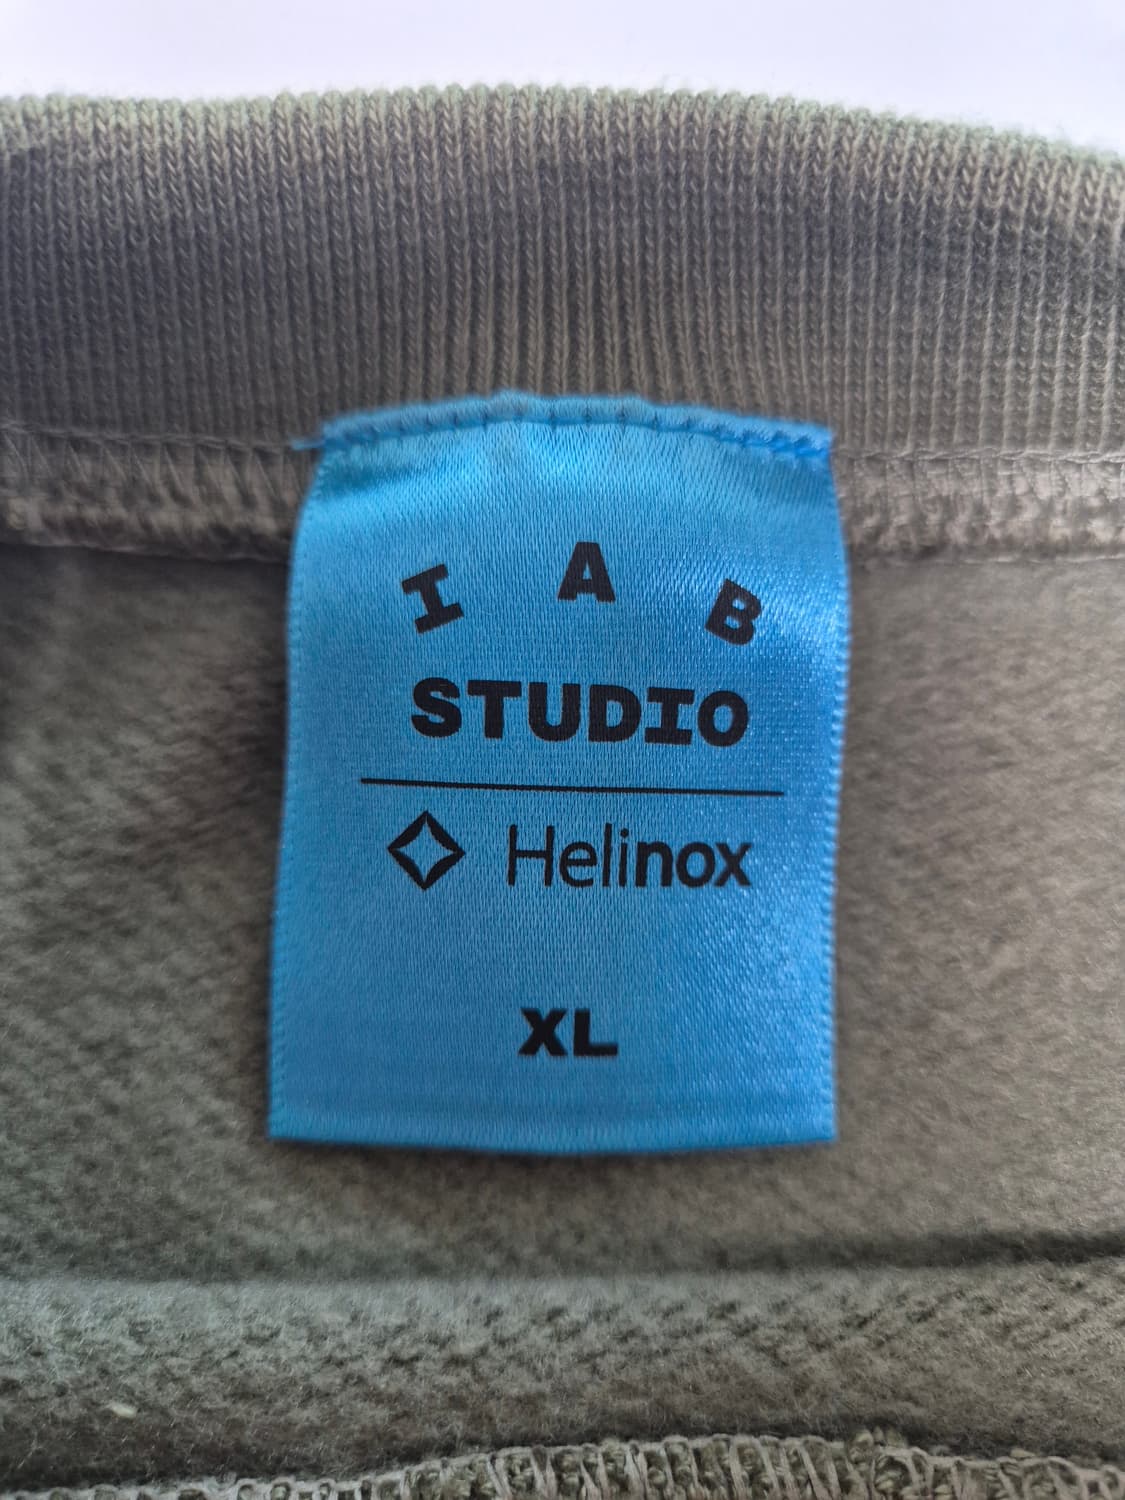 I A B
STUDIO
Helinox
XL